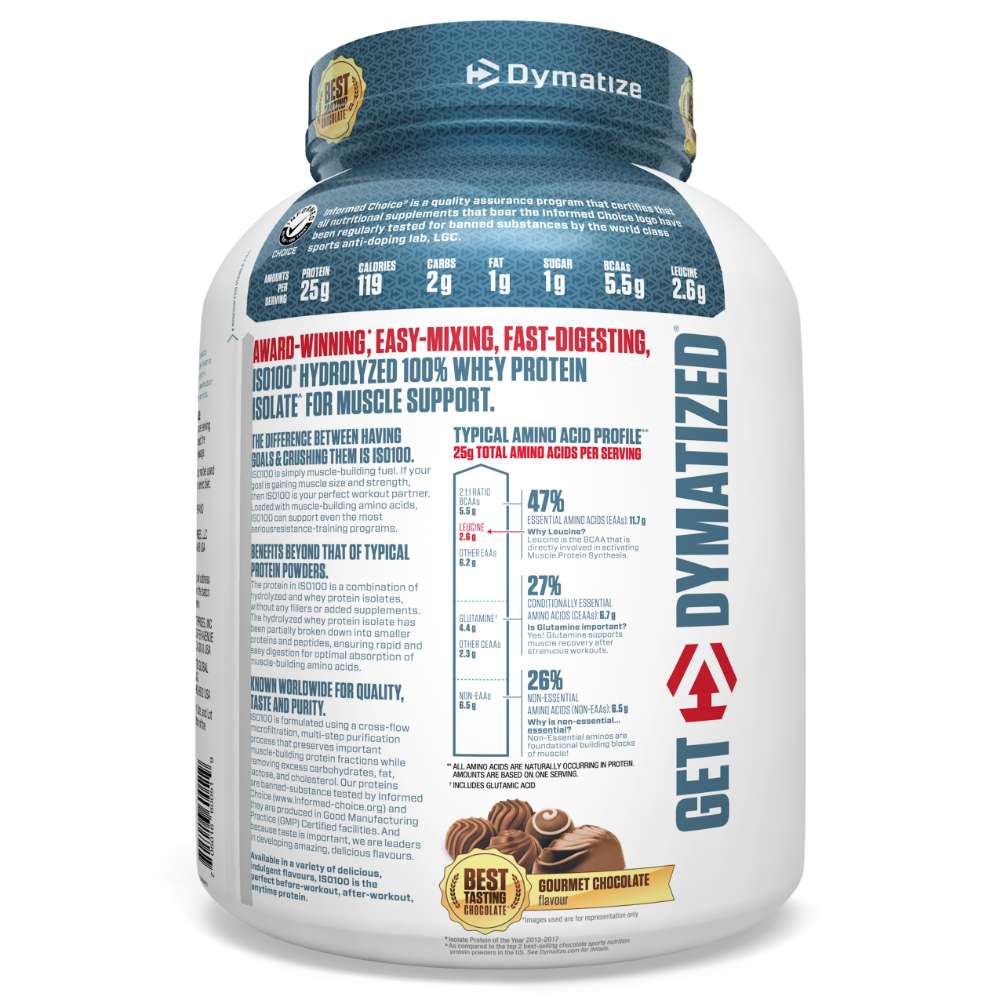 Dymatize
BEST
TASTING
CHOCOLATE
Informed Choice® is a quality assurance program that certifies that
all nutritional supplements that bear the Informed Choice logo have
been regularly tested for banned substances by the world class
sports anti-doping lab, LGC.
CHOICE
AMOUNTS PER SERVING
PROTEIN 25g
CALORIES 119
CARBS 2g
FAT 1g
SUGAR 1g
BCAAs 5.5g
LEUCINE 2.6g
AWARD-WINNING,* EASY-MIXING, FAST-DIGESTING,
ISO100® HYDROLYZED 100% WHEY PROTEIN
ISOLATE^ FOR MUSCLE SUPPORT.
THE DIFFERENCE BETWEEN HAVING
GOALS & CRUSHING THEM IS ISO100.
ISO100 is simply muscle-building fuel. If your
goal is gaining muscle size and strength,
then ISO100 is your perfect workout partner.
Loaded with muscle-building amino acids,
ISO100 can support even the most
seriousresistance-training programs.
BENEFITS BEYOND THAT OF TYPICAL
PROTEIN POWDERS.
The protein in ISO100 is a combination of
hydrolyzed and whey protein isolates,
without any fillers or added supplements.
The hydrolyzed whey protein isolate has
been partially broken down into smaller
proteins and peptides, ensuring rapid and
easy digestion for optimal absorption of
muscle-building amino acids.
KNOWN WORLDWIDE FOR QUALITY,
TASTE AND PURITY.
ISO100 is formulated using a cross-flow
microfiltration, multi-step purification
process that preserves important
muscle-building protein fractions while
removing excess carbohydrates, fat,
lactose, and cholesterol. Our proteins
are banned-substance tested by Informed
Choice (www.informed-choice.org) and
they are produced in Good Manufacturing
Practice (GMP) Certified facilities. And
because taste is important, we are leaders
in developing amazing, delicious flavours.
Available in a variety of delicious,
indulgent flavours, ISO100 is the
perfect before-workout, after-workout,
anytime protein.
TYPICAL AMINO ACID PROFILE**
25g TOTAL AMINO ACIDS PER SERVING
2:1:1 RATIO
BCAAs
5.5 g
LEUCINE
2.6 g
OTHER EAAs
6.2 g
GLUTAMINE†
4.4 g
OTHER CEAAs
2.3 g
NON-EAAs
6.5 g
47%
ESSENTIAL AMINO ACIDS (EAAs): 11.7 g
Why Leucine?
Leucine is the BCAA that is
directly involved in activating
Muscle Protein Synthesis.
27%
CONDITIONALLY ESSENTIAL
AMINO ACIDS (CEAAs): 6.7 g
Is Glutamine important?
Yes! Glutamine supports
muscle recovery after
strenuous workouts.
26%
NON-ESSENTIAL
AMINO ACIDS (NON-EAAs): 6.5 g
Why is non-essential...
essential?
Non-Essential aminos are
foundational building blocks
of muscle!
** ALL AMINO ACIDS ARE NATURALLY OCCURRING IN PROTEIN.
AMOUNTS ARE BASED ON ONE SERVING.
† INCLUDES GLUTAMIC ACID
BEST
TASTING
CHOCOLATE^
GOURMET CHOCOLATE
flavour
*Images used are for representation only
*Isolate Protein of the Year 2013-2017
^As compared to the top 2 best-selling chocolate sports nutrition
protein powders in the US. See Dymatize.com for details.
GET DYMATIZED®